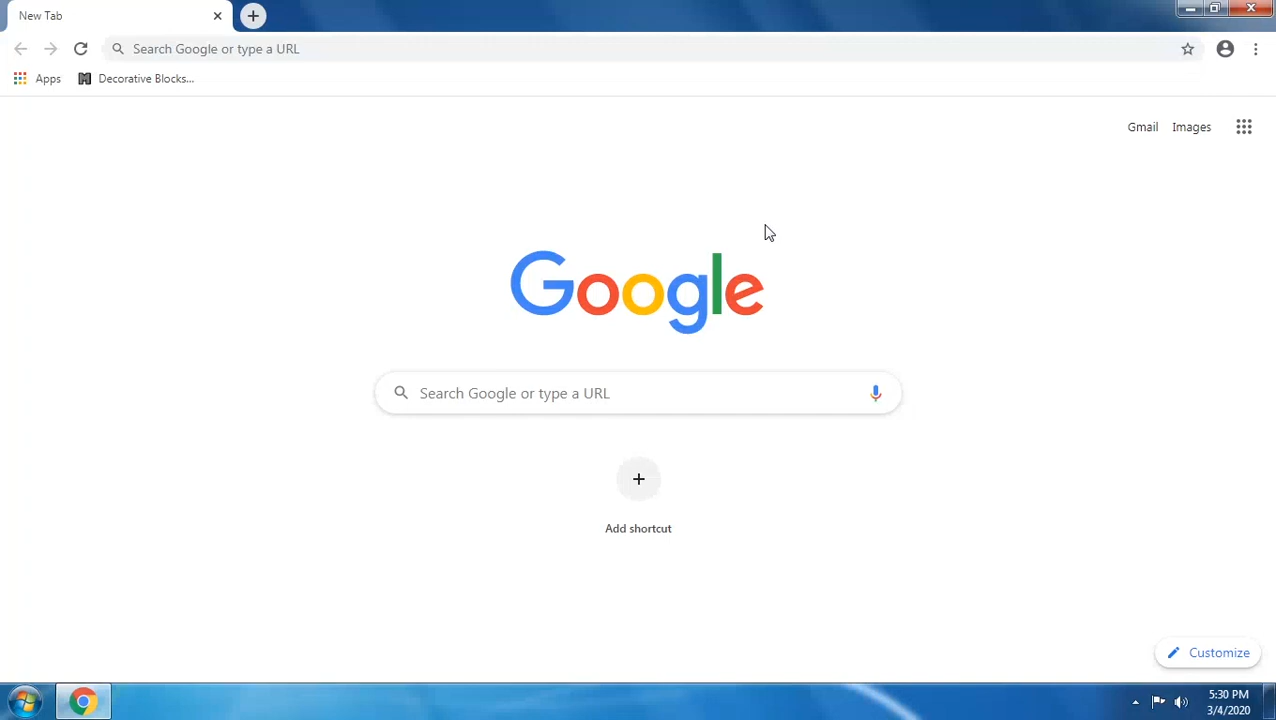 New Tab
Search Google or type a URL
Apps
Decorative Blocks...
Gmail
Images
Google
Search Google or type a URL
Add shortcut
Customize
5:30 PM
3/4/2020